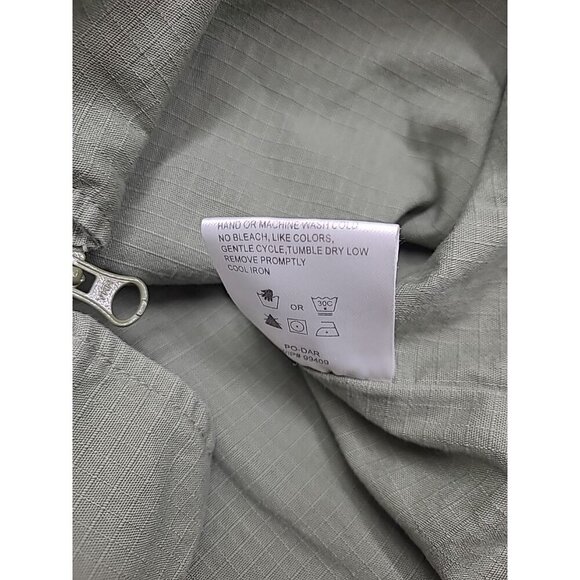 HAND OR MACHINE WASH COLD
NO BLEACH, LIKE COLORS,
GENTLE CYCLE,TUMBLE DRY LOW
REMOVE PROMPTLY
COOL IRON
OR
30C
PO-DAR
99409